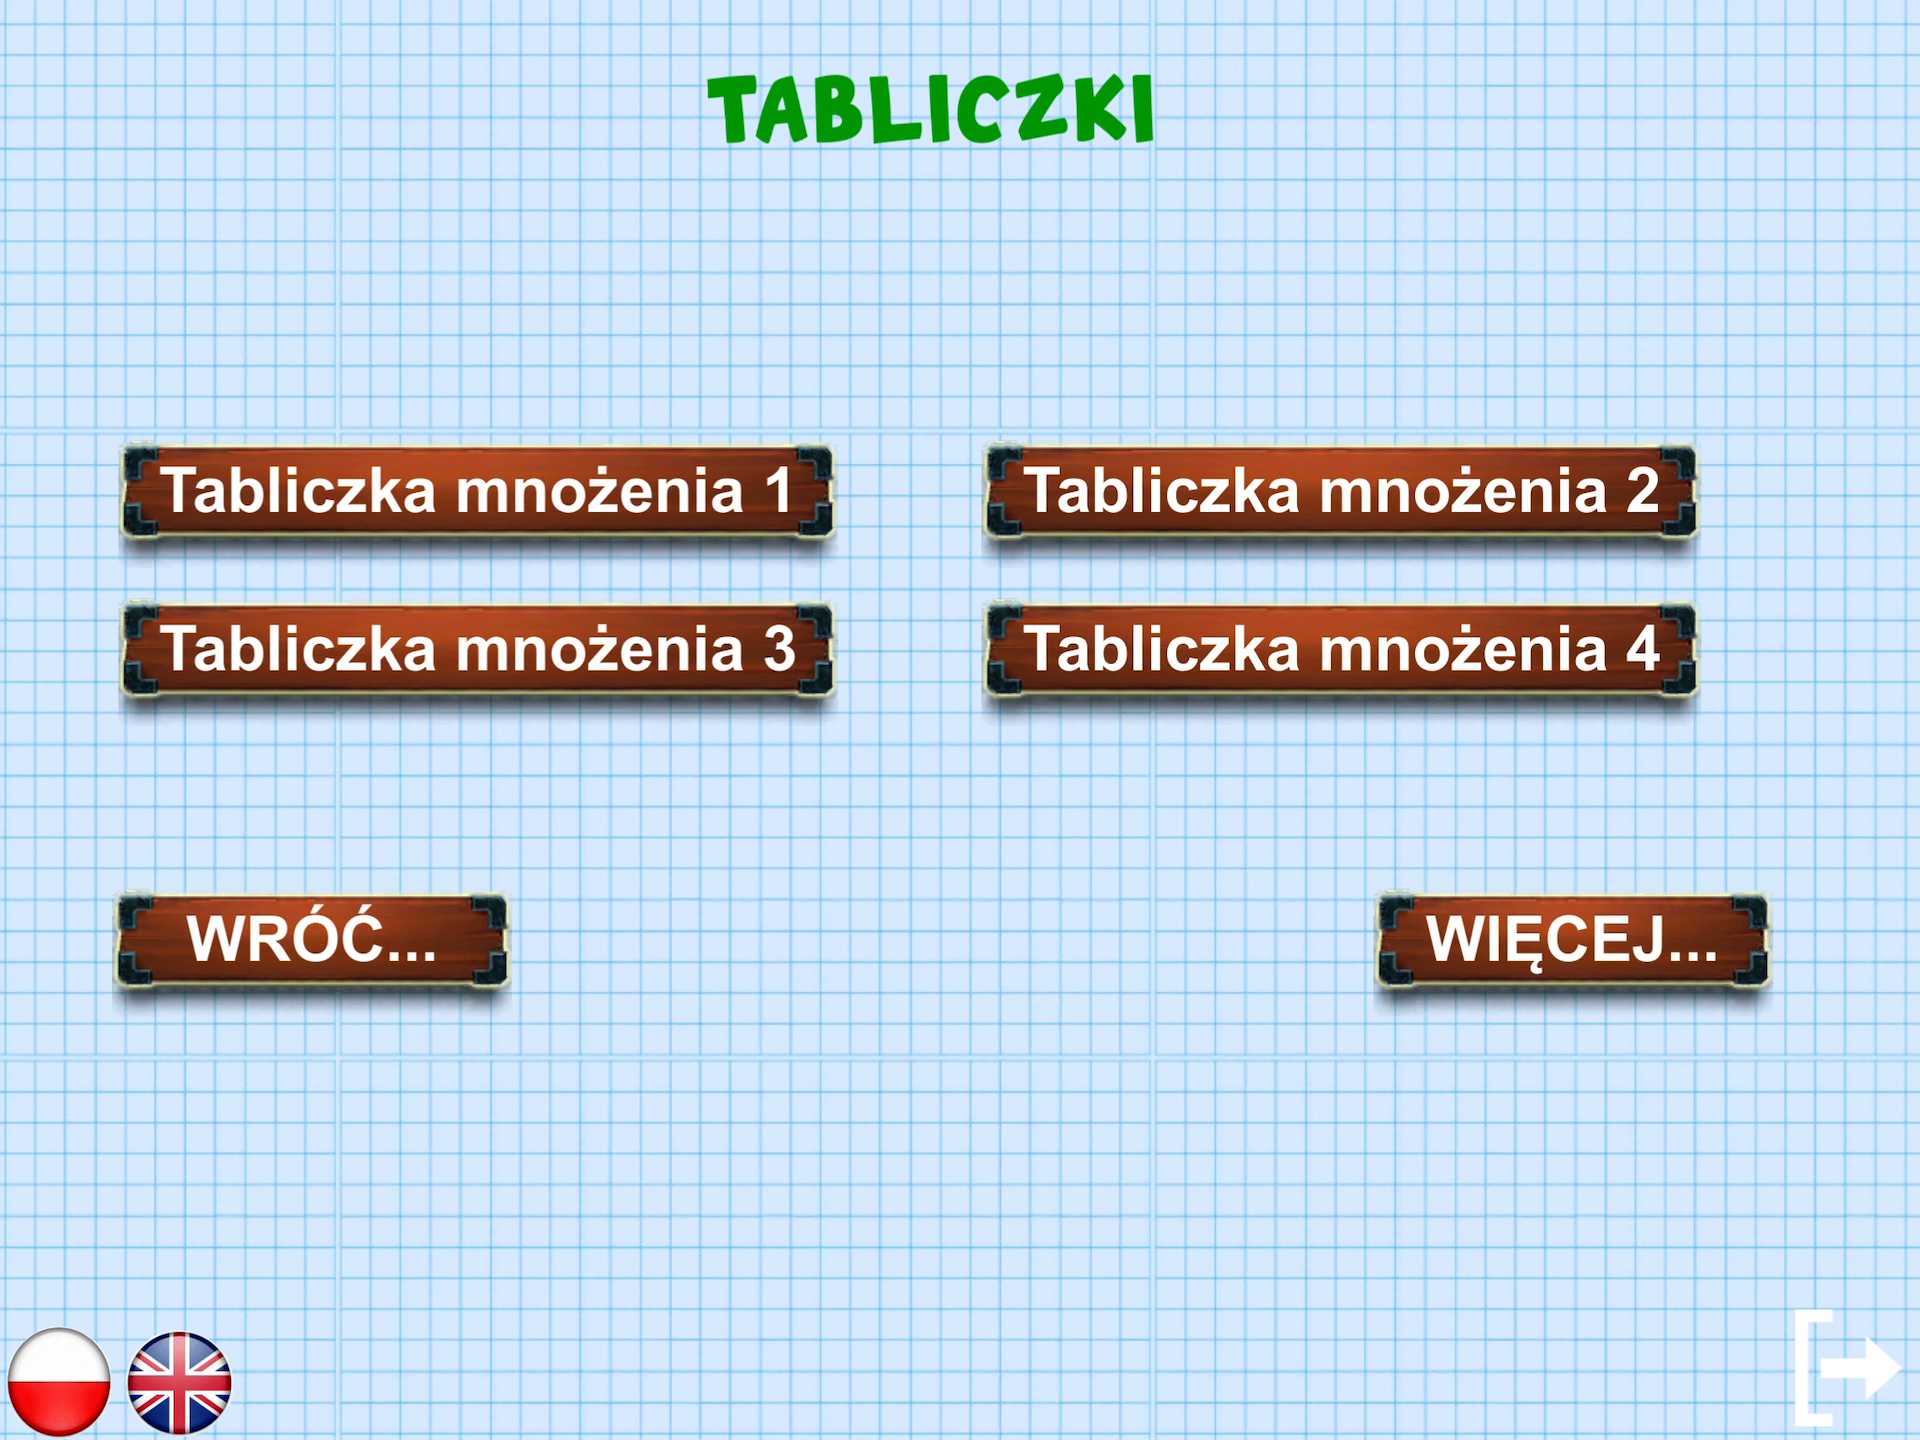 TABLICZKI
Tabliczka mnożenia 1
Tabliczka mnożenia 2
Tabliczka mnożenia 3
Tabliczka mnożenia 4
WRÓĆ...
WIĘCEJ...